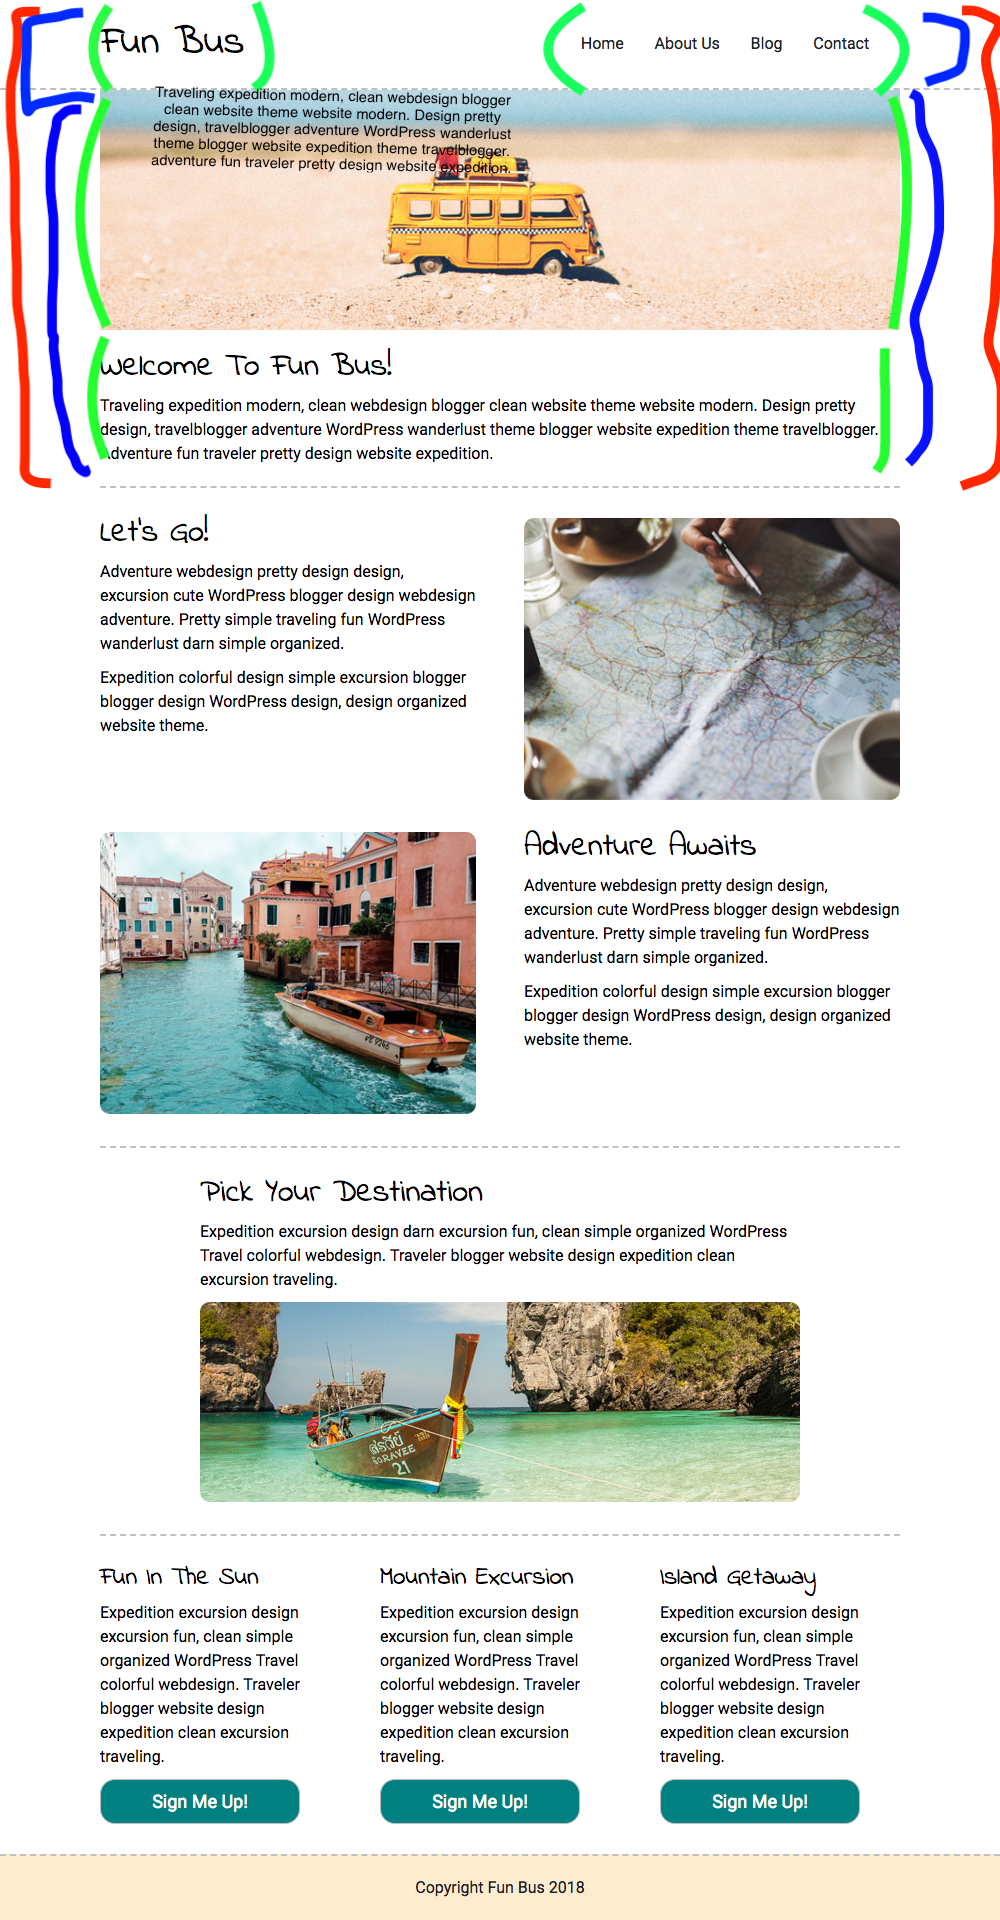 Fun Bus
Home About Us Blog Contact
Traveling expedition modern, clean webdesign blogger
clean website theme website modern. Design pretty
design, travelblogger adventure WordPress wanderlust
theme blogger website expedition theme travelblogger.
adventure fun traveler pretty design website expedition.
Welcome To Fun Bus!
Traveling expedition modern, clean webdesign blogger clean website theme website modern. Design pretty
design, travelblogger adventure WordPress wanderlust theme blogger website expedition theme travelblogger.
Adventure fun traveler pretty design website expedition.
Let's Go!
Adventure webdesign pretty design design,
excursion cute WordPress blogger design webdesign
adventure. Pretty simple traveling fun WordPress
wanderlust darn simple organized.
Expedition colorful design simple excursion blogger
blogger design WordPress design, design organized
website theme.
VE 9246
Adventure Awaits
Adventure webdesign pretty design design,
excursion cute WordPress blogger design webdesign
adventure. Pretty simple traveling fun WordPress
wanderlust darn simple organized.
Expedition colorful design simple excursion blogger
blogger design WordPress design, design organized
website theme.
Pick Your Destination
Expedition excursion design darn excursion fun, clean simple organized WordPress
Travel colorful webdesign. Traveler blogger website design expedition clean
excursion traveling.
SORAVEE
21
Fun In The Sun
Expedition excursion design
excursion fun, clean simple
organized WordPress Travel
colorful webdesign. Traveler
blogger website design
expedition clean excursion
traveling.
Sign Me Up!
Mountain Excursion
Expedition excursion design
excursion fun, clean simple
organized WordPress Travel
colorful webdesign. Traveler
blogger website design
expedition clean excursion
traveling.
Sign Me Up!
Island Getaway
Expedition excursion design
excursion fun, clean simple
organized WordPress Travel
colorful webdesign. Traveler
blogger website design
expedition clean excursion
traveling.
Sign Me Up!
Copyright Fun Bus 2018